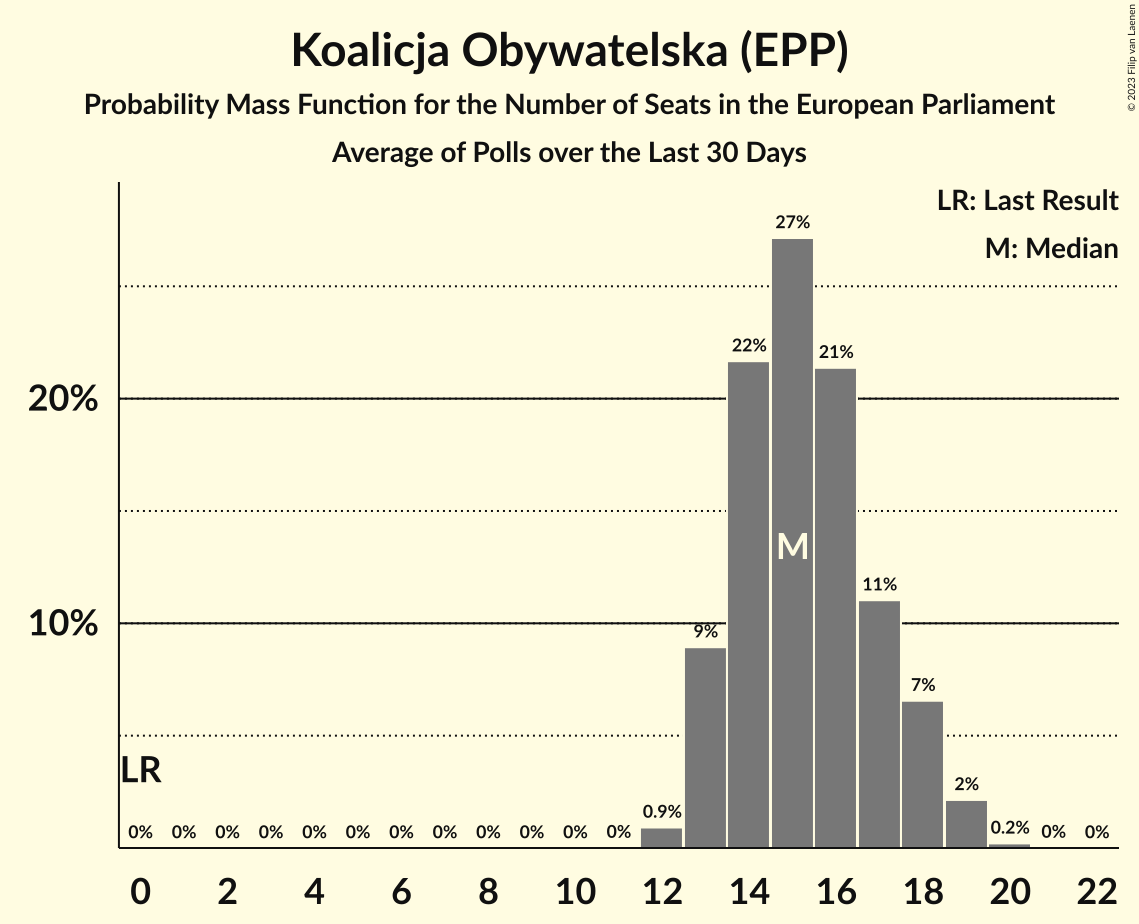 Koalicja Obywatelska (EPP)
Probability Mass Function for the Number of Seats in the European Parliament
Average of Polls over the Last 30 Days
© 2023 Filip van Laenen
LR: Last Result
M: Median
20%
10%
27%
22%
21%
M
11%
9%
7%
LR
2%
0% 0% 0% 0% 0% 0% 0% 0% 0% 0% 0% 0% 0.9% 0.2% 0% 0%
0 2 4 6 8 10 12 14 16 18 20 22